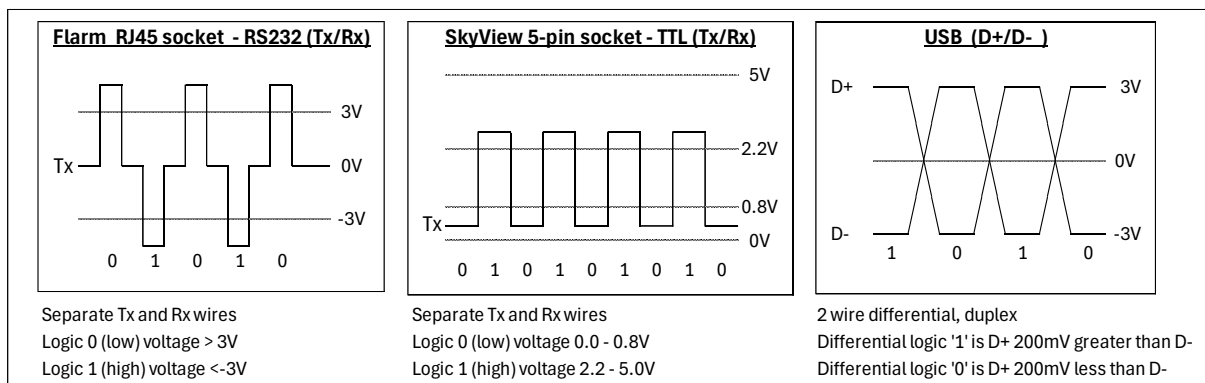 Flarm RJ45 socket - RS232 (Tx/Rx)
3V
Tx
0V
-3V
0 1 0 1 0
Separate Tx and Rx wires
Logic 0 (low) voltage > 3V
Logic 1 (high) voltage <-3V
SkyView 5-pin socket - TTL (Tx/Rx)
5V
2.2V
0.8V
Tx
0V
0 1 0 1 0 1 0 1 0
Separate Tx and Rx wires
Logic 0 (low) voltage 0.0 - 0.8V
Logic 1 (high) voltage 2.2 - 5.0V
USB (D+/D- )
D+ 3V
0V
D- -3V
1 0 1 0
2 wire differential, duplex
Differential logic '1' is D+ 200mV greater than D-
Differential logic '0' is D+ 200mV less than D-